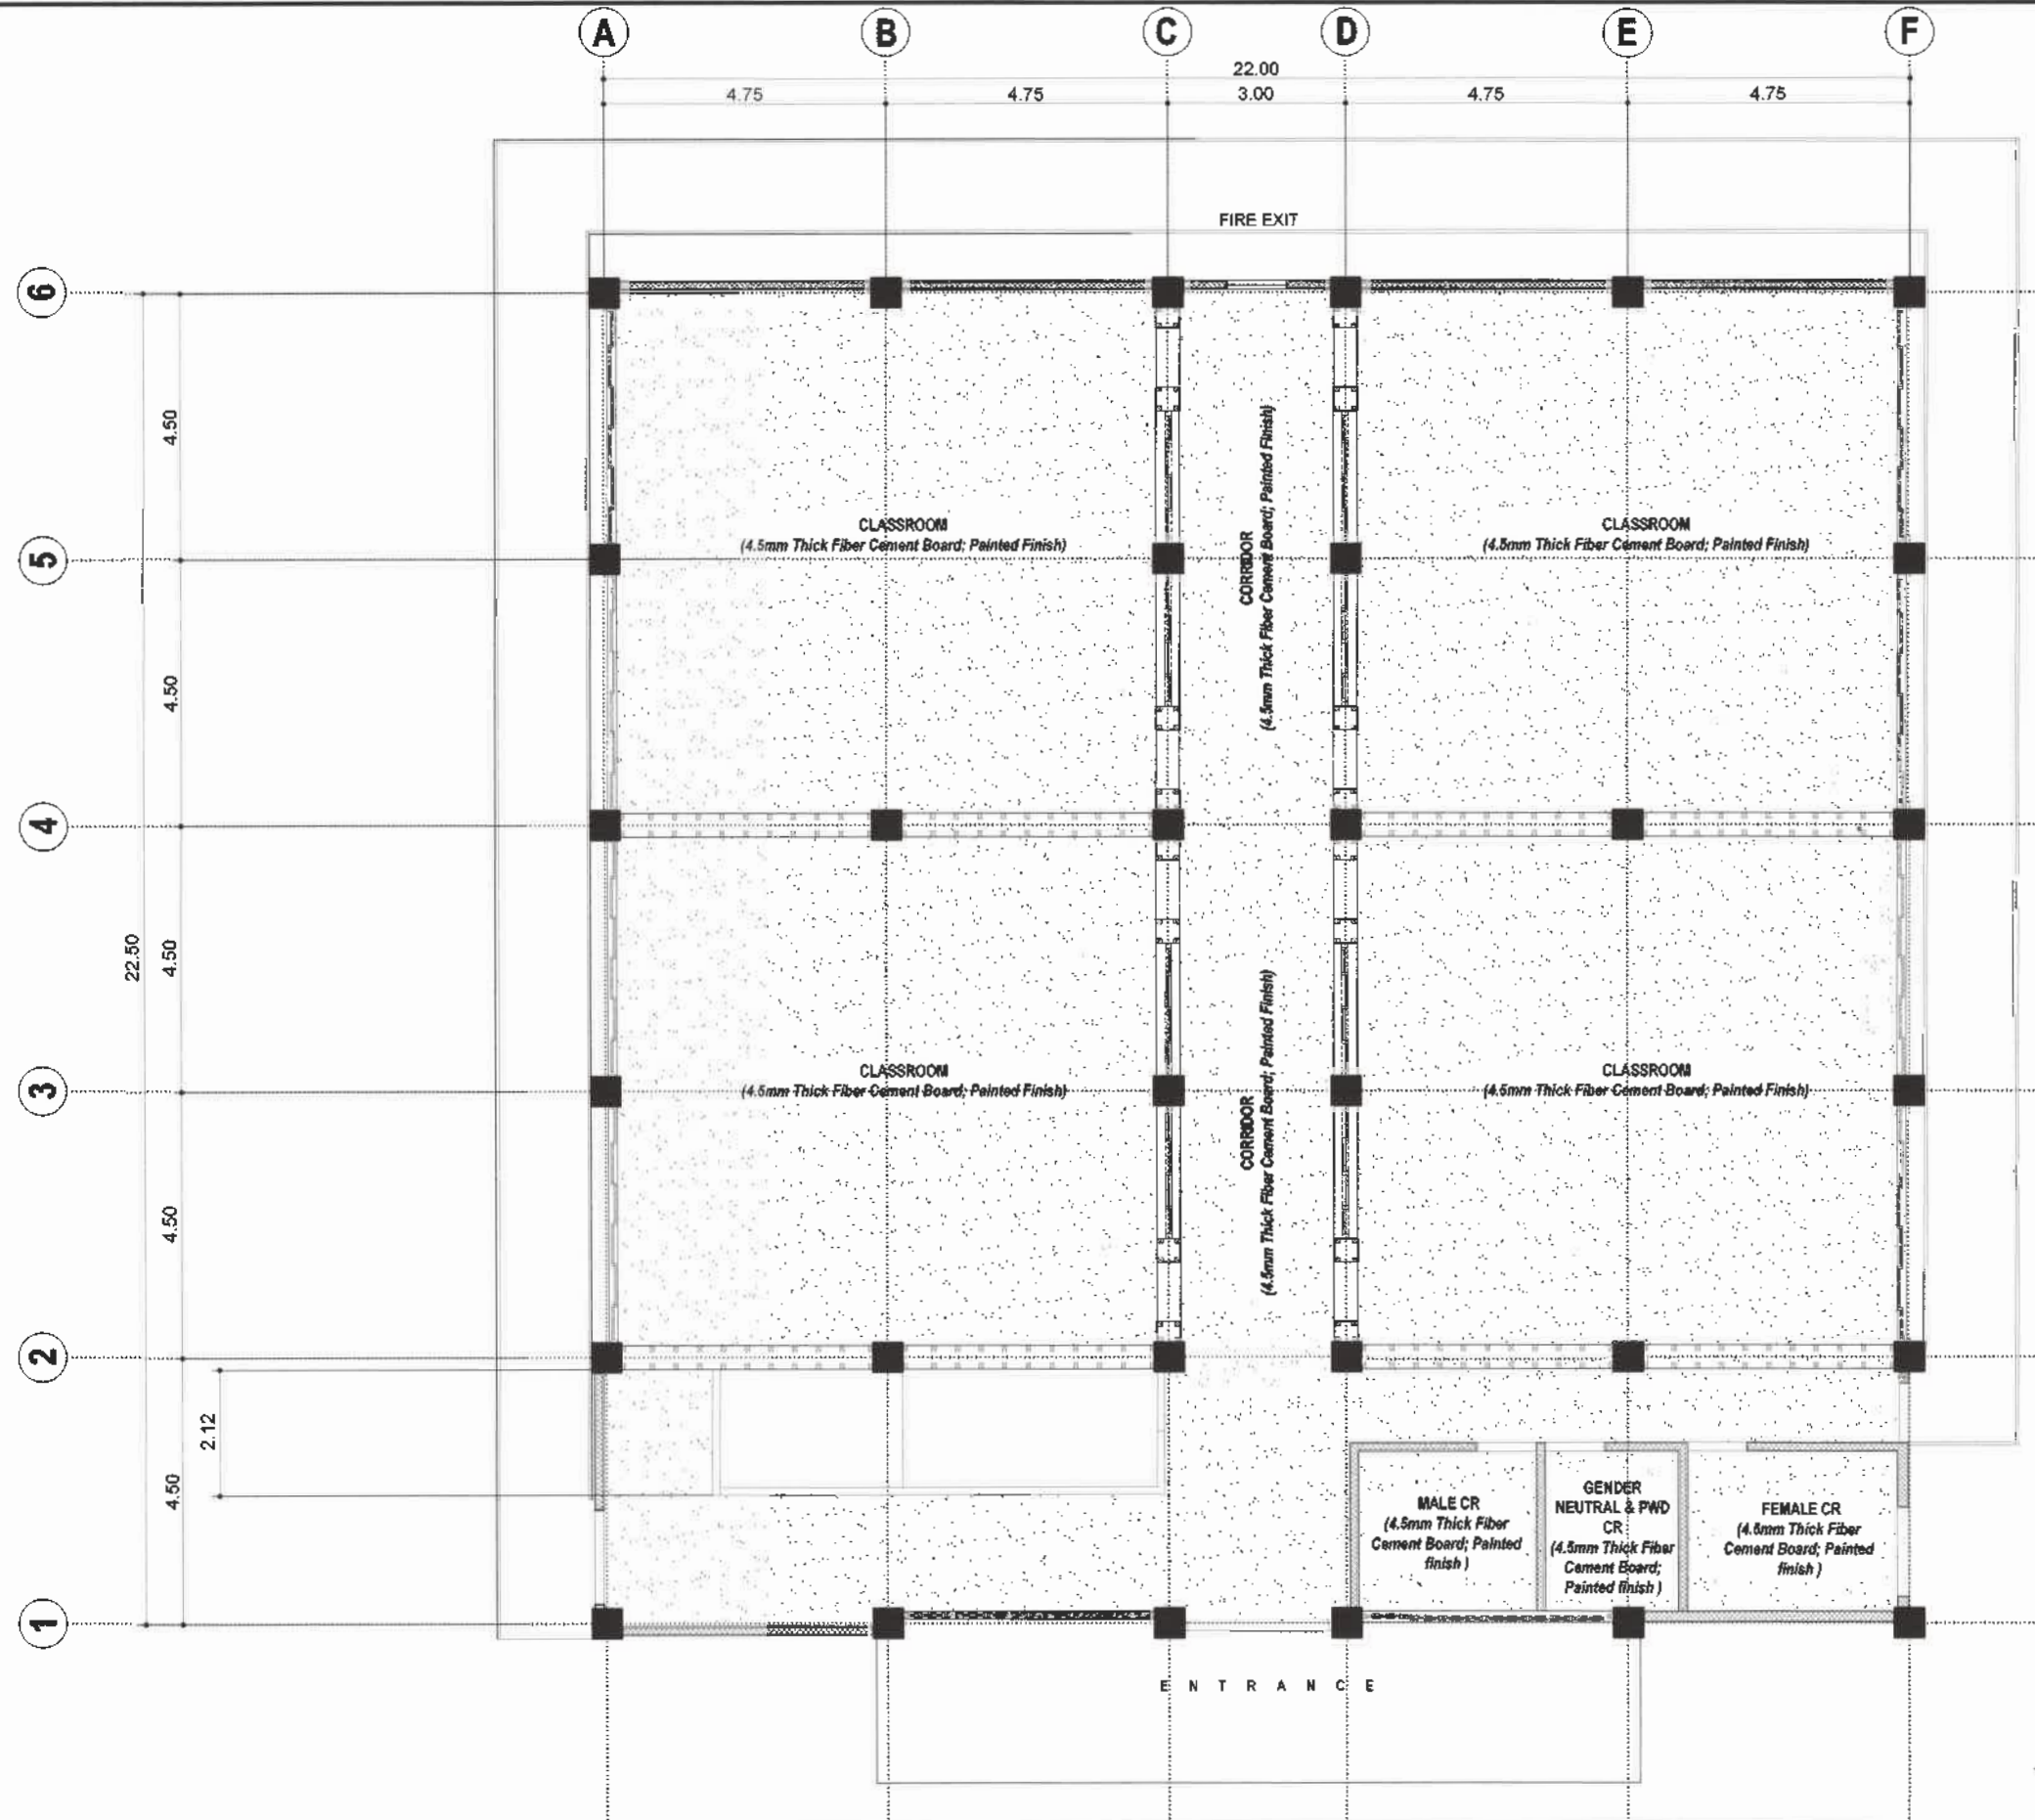 A B C D E F
22.00
4.75 4.75 3.00 4.75 4.75
FIRE EXIT
6
4.50
CLASSROOM
(4.5mm Thick Fiber Cement Board; Painted Finish)
CORRIDOR
(4.5mm Thick Fiber Cement Board; Painted Finish)
CLASSROOM
(4.5mm Thick Fiber Cement Board; Painted Finish)
5
4.50
4
22.50
4.50
CLASSROOM
(4.5mm Thick Fiber Cement Board; Painted Finish)
CORRIDOR
(4.5mm Thick Fiber Cement Board; Painted Finish)
CLASSROOM
(4.5mm Thick Fiber Cement Board; Painted Finish)
3
4.50
2
2.12
4.50
MALE CR
(4.5mm Thick Fiber
Cement Board; Painted
finish )
GENDER
NEUTRAL & PWD
CR
(4.5mm Thick Fiber
Cement Board;
Painted finish )
FEMALE CR
(4.5mm Thick Fiber
Cement Board; Painted
finish )
1
E N T R A N C E